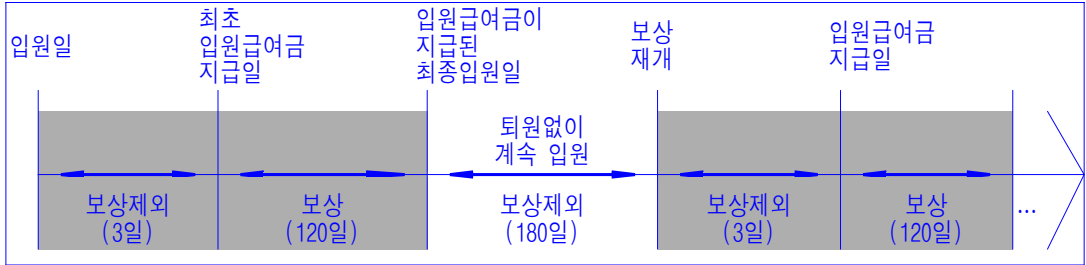 입원일
최초
입원급여금
지급일
입원급여금이
지급된
최종입원일
보상
재개
입원급여금
지급일
퇴원없이
계속 입원
보상제외
(3일)
보상
(120일)
보상제외
(180일)
보상제외
(3일)
보상
(120일)
...